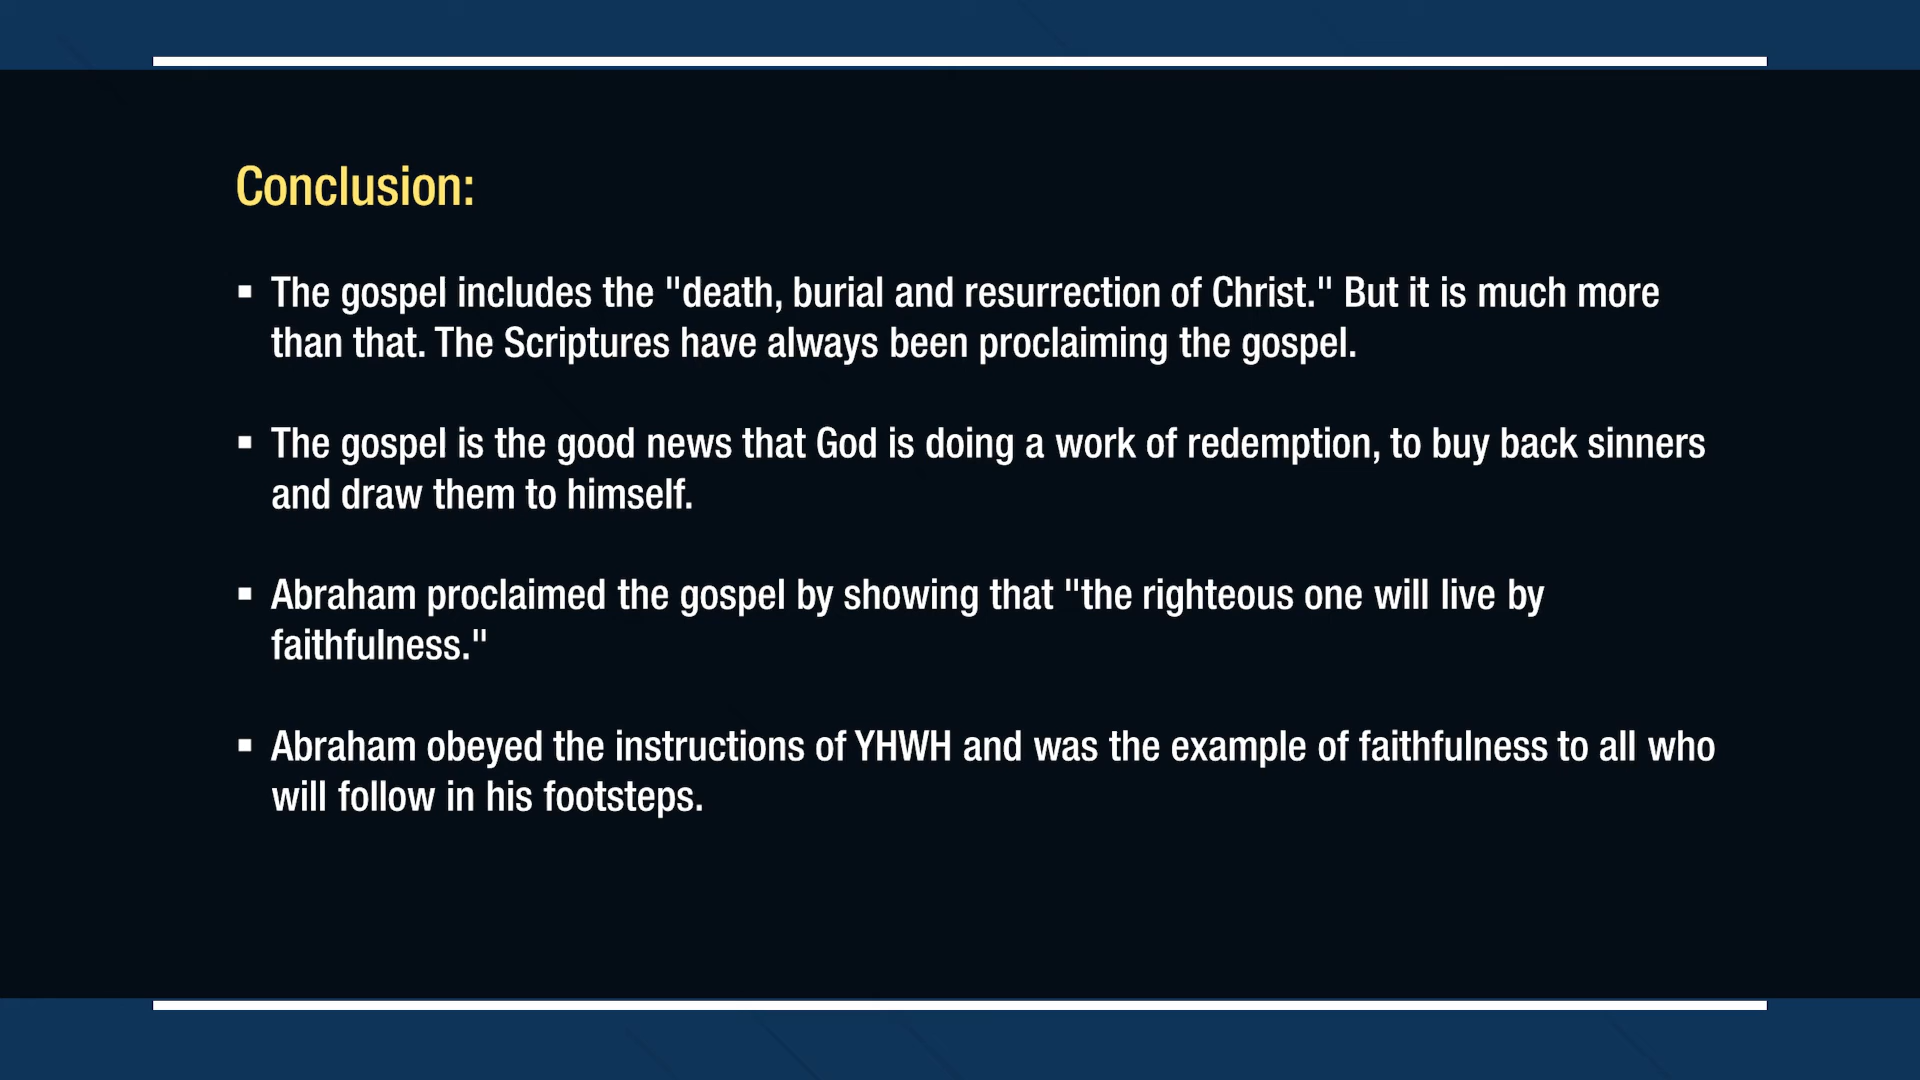 Conclusion:
▪ The gospel includes the "death, burial and resurrection of Christ." But it is much more
than that. The Scriptures have always been proclaiming the gospel.
▪ The gospel is the good news that God is doing a work of redemption, to buy back sinners
and draw them to himself.
▪ Abraham proclaimed the gospel by showing that "the righteous one will live by
faithfulness."
▪ Abraham obeyed the instructions of YHWH and was the example of faithfulness to all who
will follow in his footsteps.